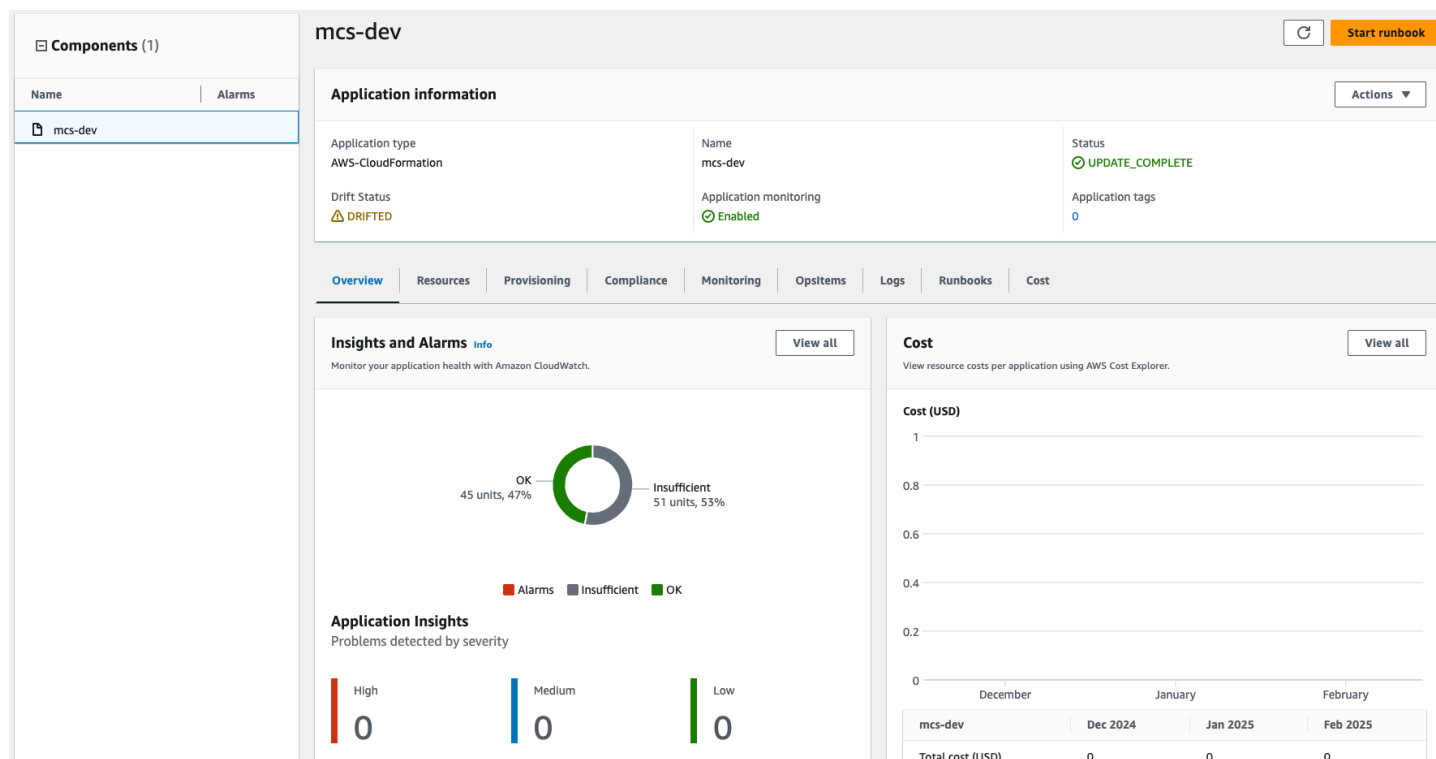 Components (1)
Name Alarms
mcs-dev
mcs-dev
Start runbook
Application information
Actions
Application type
AWS-CloudFormation
Name
mcs-dev
Status
UPDATE_COMPLETE
Drift Status
DRIFTED
Application monitoring
Enabled
Application tags
0
Overview Resources Provisioning Compliance Monitoring OpsItems Logs Runbooks Cost
Insights and Alarms Info
View all
Monitor your application health with Amazon CloudWatch.
OK
45 units, 47%
Insufficient
51 units, 53%
Alarms Insufficient OK
Application Insights
Problems detected by severity
High
0
Medium
0
Low
0
Cost
View all
View resource costs per application using AWS Cost Explorer.
Cost (USD)
1
0.8
0.6
0.4
0.2
0
December January February
mcs-dev Dec 2024 Jan 2025 Feb 2025
Total cost (USD) 0 0 0